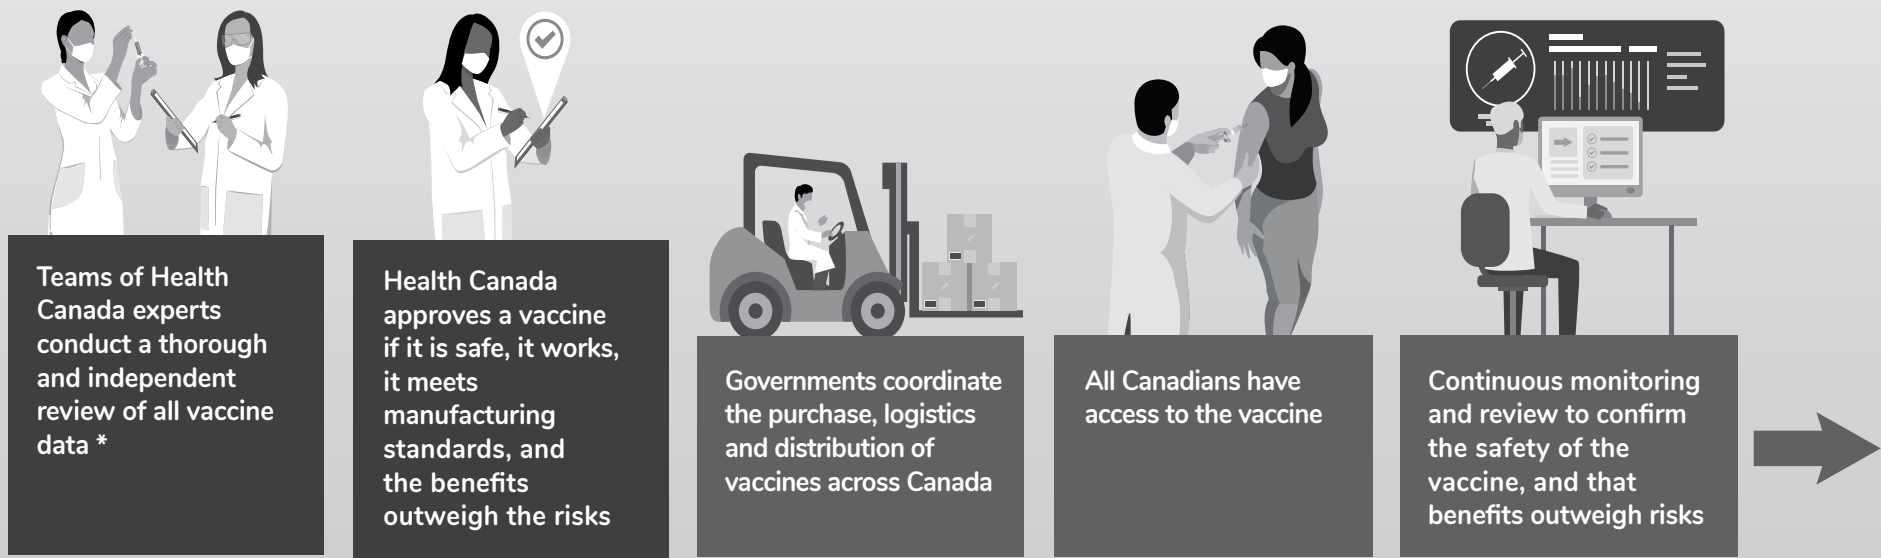 Teams of Health
Canada experts
conduct a thorough
and independent
review of all vaccine
data *
Health Canada
approves a vaccine
if it is safe, it works,
it meets
manufacturing
standards, and
the benefits
outweigh the risks
Governments coordinate
the purchase, logistics
and distribution of
vaccines across Canada
All Canadians have
access to the vaccine
Continuous monitoring
and review to confirm
the safety of the
vaccine, and that
benefits outweigh risks